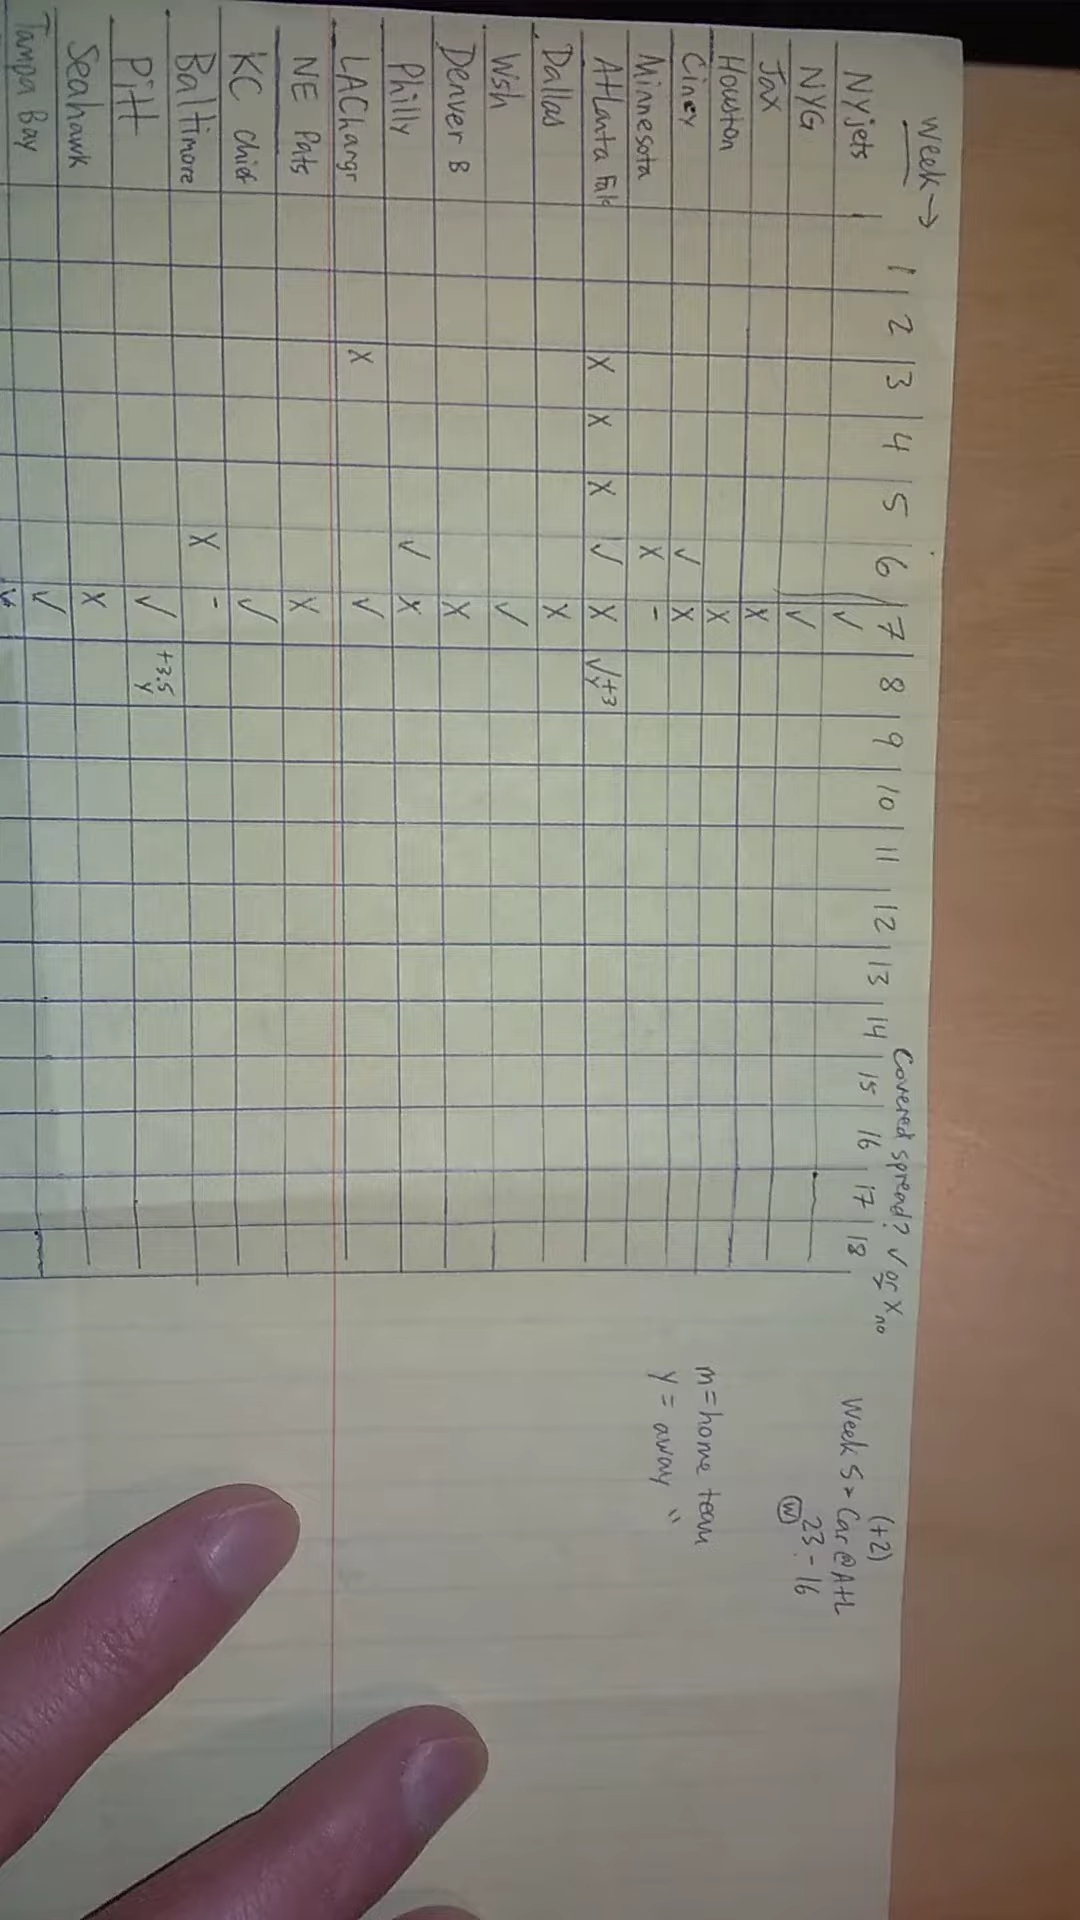 Covered spread? ✓ or X no
Week → 1 | 2 | 3 | 4 | 5 | 6 | 7 | 8 | 9 | 10 | 11 | 12 | 13 | 14 | 15 | 16 | 17 | 18
NY jets ✓
NYG ✓
Jax X
Houston X
Cincy ✓ X
Minnesota X -
Atlanta Falc X X X ✓ X ✓ +3 y
Dallas X
Wsh ✓
Denver B X
Philly ✓ X
LA Chargr X ✓
NE Pats X
KC Chief ✓
Baltimore X -
Pitt ✓ +3.5 y
Seahawk X
Tampa Bay ✓
(+2)
Week 5 > Car @ AtL
23-16
W
m = home team
y = away "